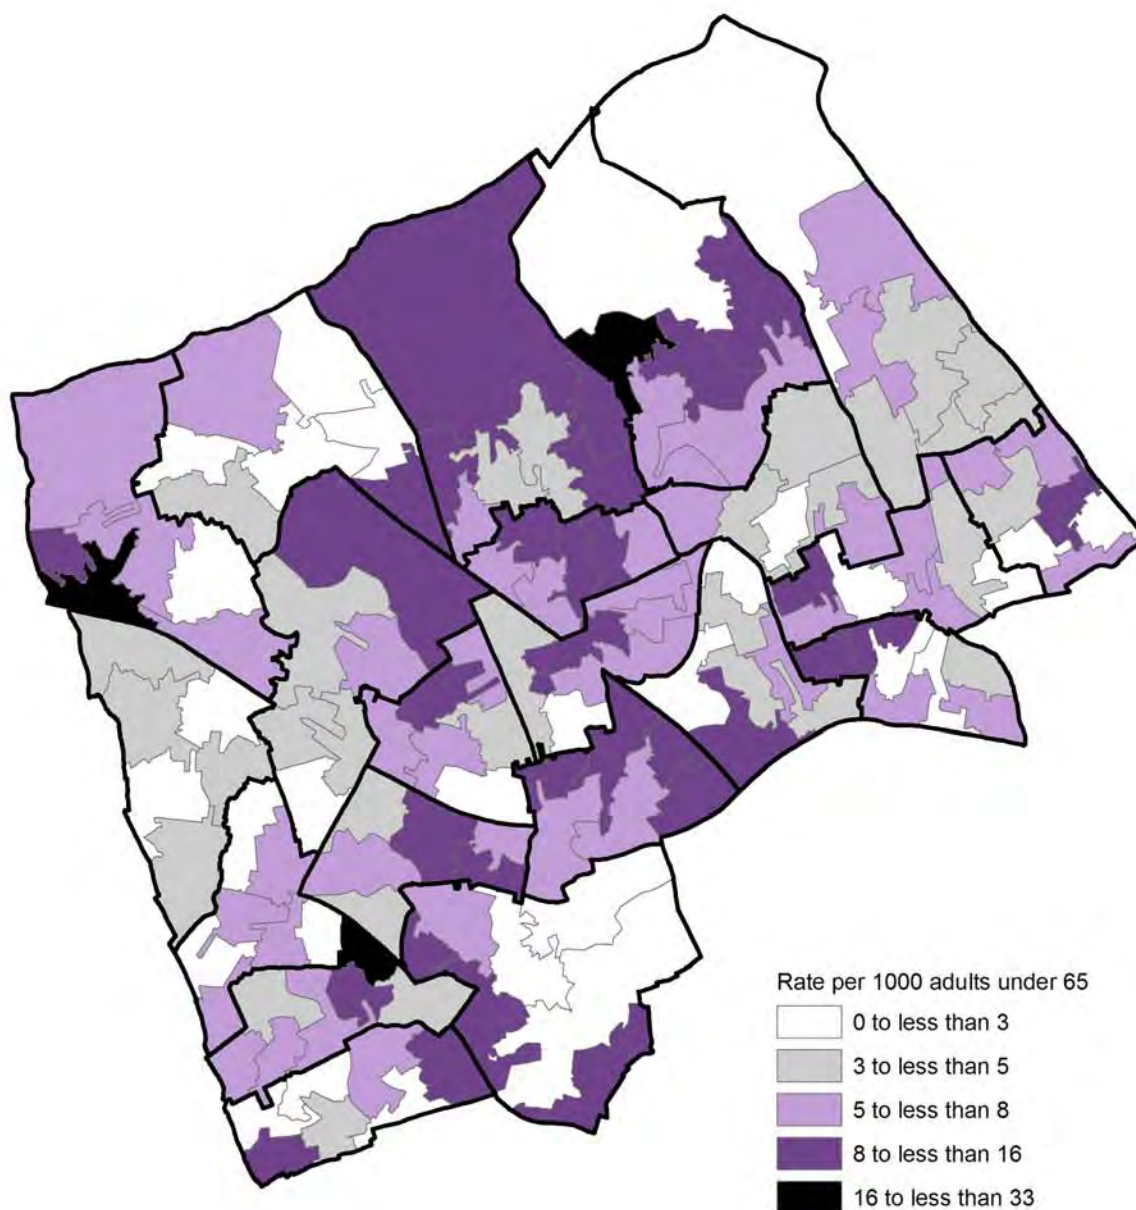 Rate per 1000 adults under 65
0 to less than 3
3 to less than 5
5 to less than 8
8 to less than 16
16 to less than 33